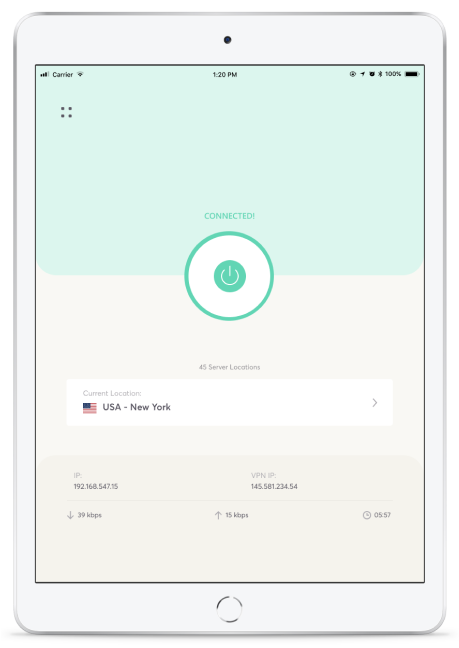 Carrier 1:20 PM 100%
CONNECTED!
45 Server Locations
Current Location:
USA - New York
IP: VPN IP:
192.168.547.15 145.581.234.54
39 kbps 15 kbps 05:57